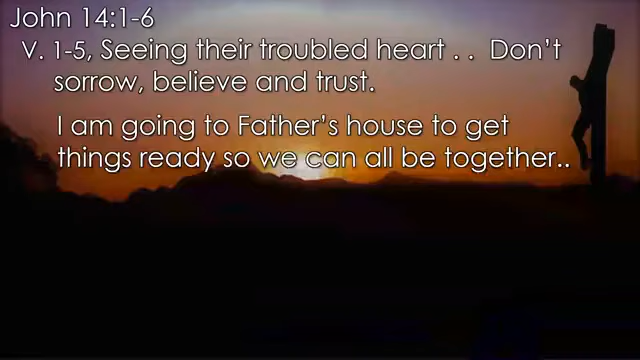 John 14:1-6
V. 1-5, Seeing their troubled heart . .  Don't
sorrow, believe and trust.
I am going to Father's house to get
things ready so we can all be together..